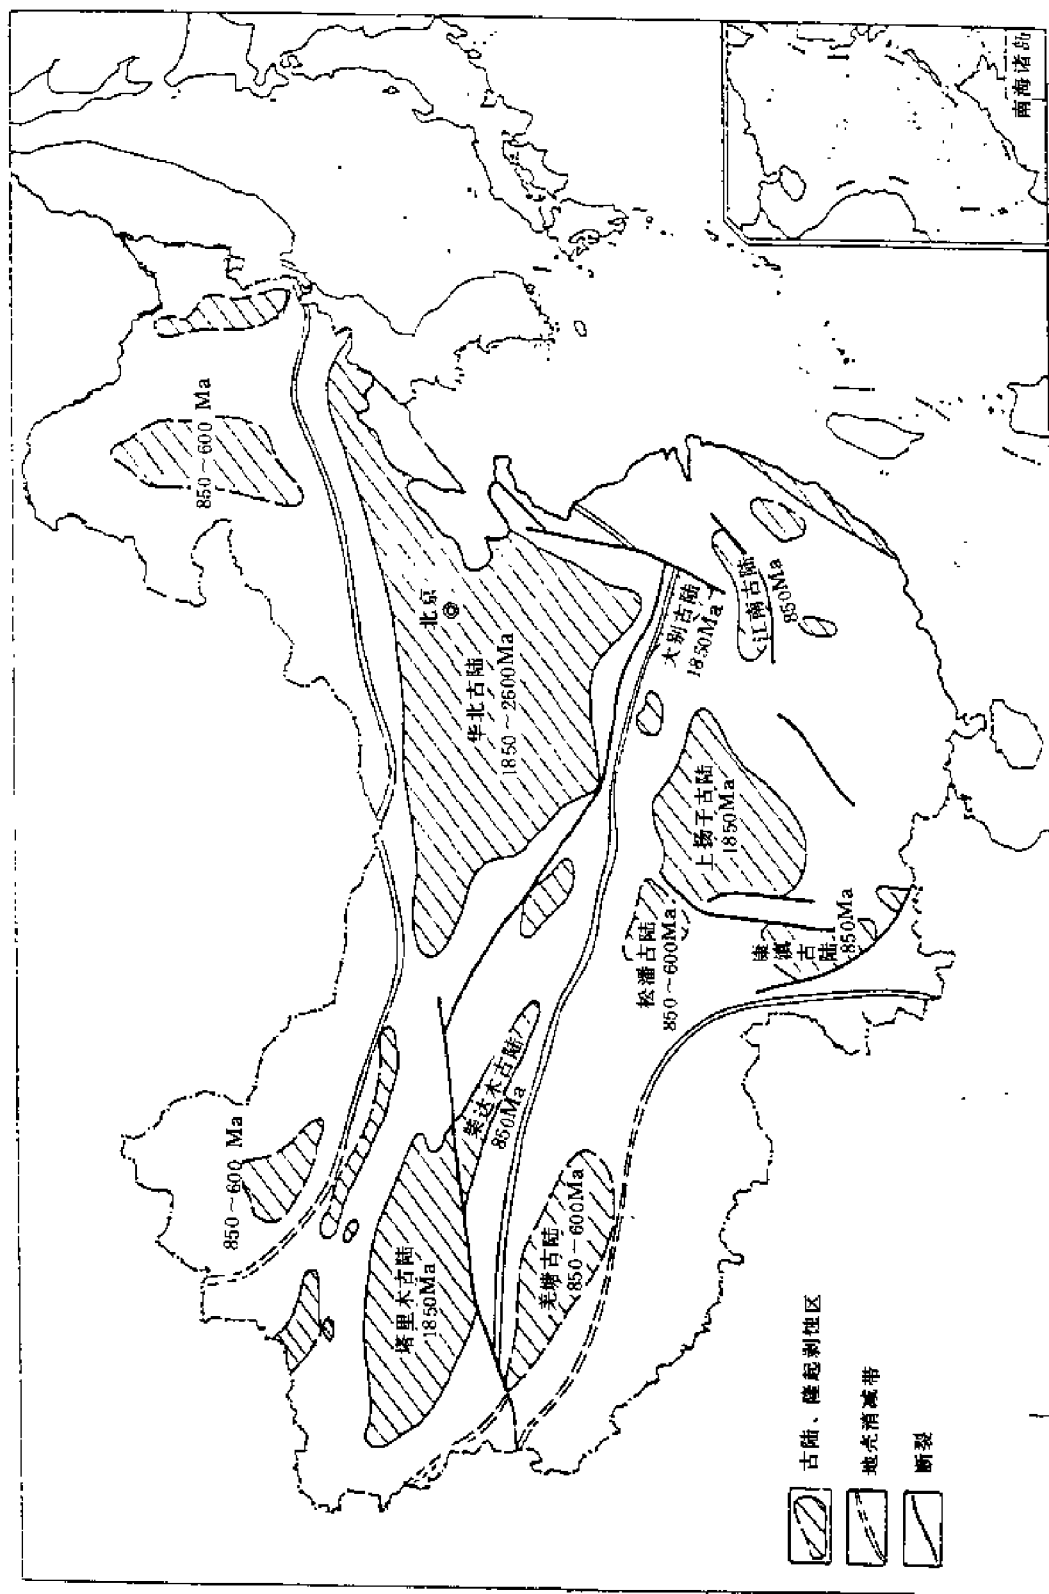 850~600 Ma
850~600 Ma
北京
华北古陆
1850~2500Ma
塔里木古陆
1850Ma
柴达木古陆
850Ma
羌塘古陆
850~600Ma
松潘古陆
850~600Ma
上扬子古陆
1850Ma
大别古陆
1850Ma
江南古陆
850Ma
康滇
古陆
850Ma
南海诸岛
古陆、隆起剥蚀区
地壳消减带
断裂